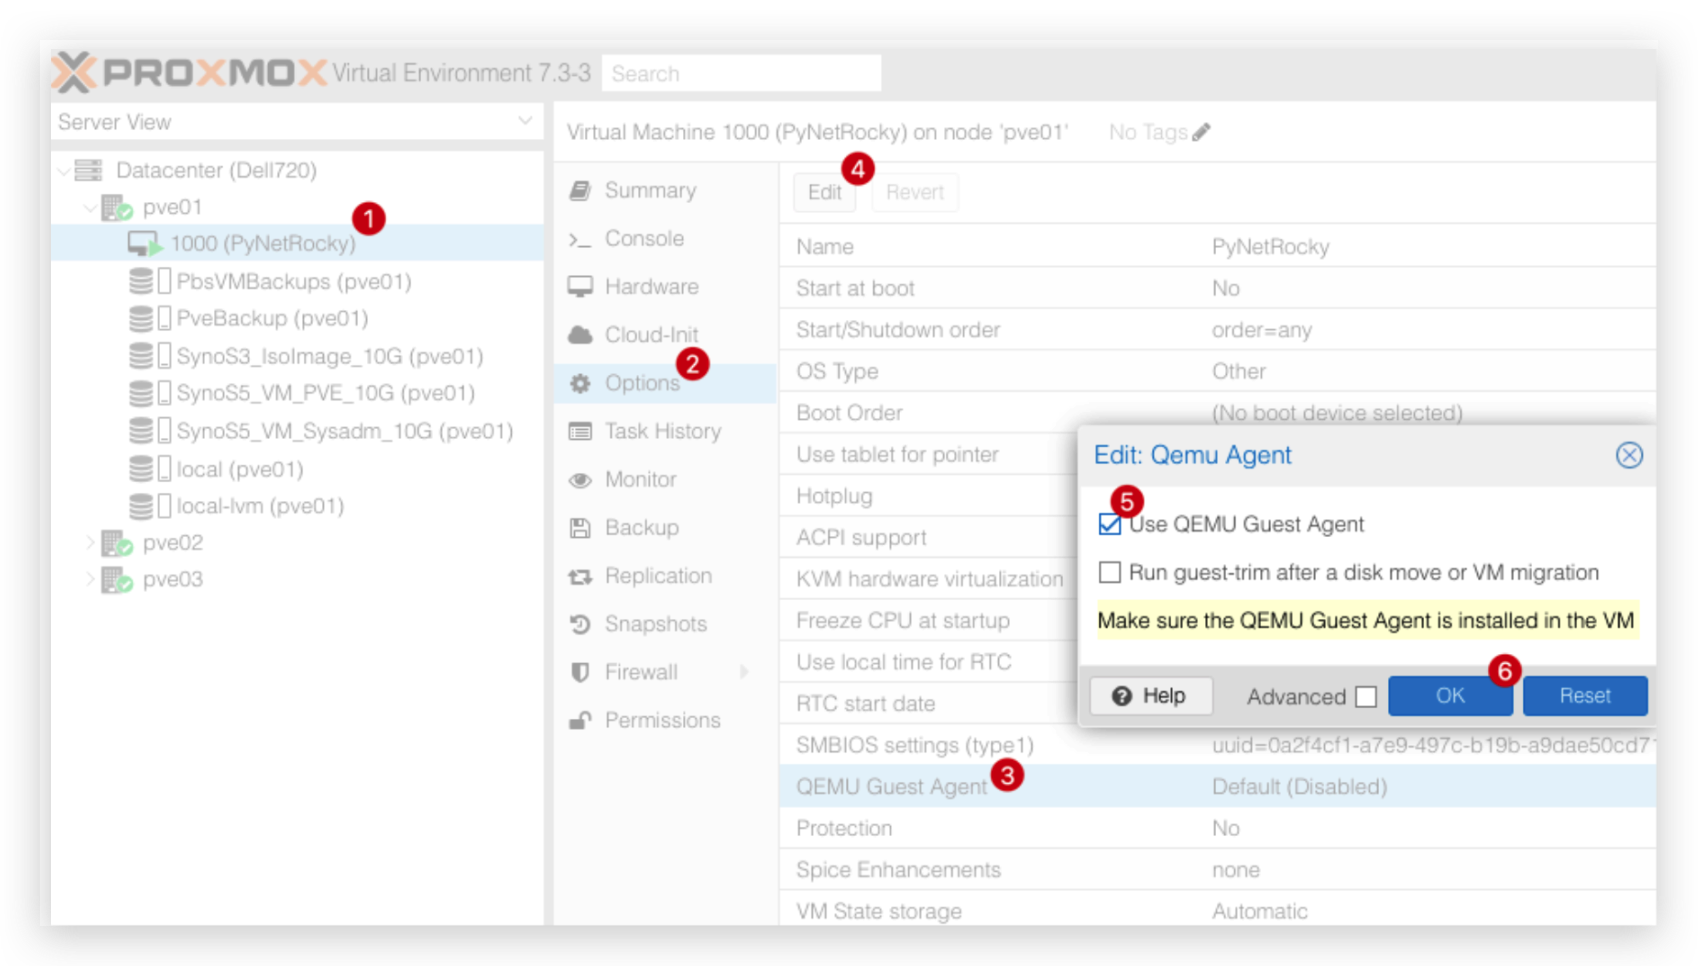 PROXMOX Virtual Environment 7.3-3 Search
Server View
Datacenter (Dell720)
pve01
1
1000 (PyNetRocky)
PbsVMBackups (pve01)
PveBackup (pve01)
SynoS3_IsoImage_10G (pve01)
SynoS5_VM_PVE_10G (pve01)
SynoS5_VM_Sysadm_10G (pve01)
local (pve01)
local-lvm (pve01)
pve02
pve03
Virtual Machine 1000 (PyNetRocky) on node 'pve01' No Tags
Summary
Console
Hardware
Cloud-Init
2
Options
Task History
Monitor
Backup
Replication
Snapshots
Firewall
Permissions
4
Edit Revert
Name PyNetRocky
Start at boot No
Start/Shutdown order order=any
OS Type Other
Boot Order (No boot device selected)
Use tablet for pointer
Hotplug
ACPI support
KVM hardware virtualization
Freeze CPU at startup
Use local time for RTC
RTC start date
SMBIOS settings (type1) uuid=0a2f4cf1-a7e9-497c-b19b-a9dae50cd7
QEMU Guest Agent 3 Default (Disabled)
Protection No
Spice Enhancements none
VM State storage Automatic
Edit: Qemu Agent
5
Use QEMU Guest Agent
Run guest-trim after a disk move or VM migration
Make sure the QEMU Guest Agent is installed in the VM
6
Help Advanced OK Reset